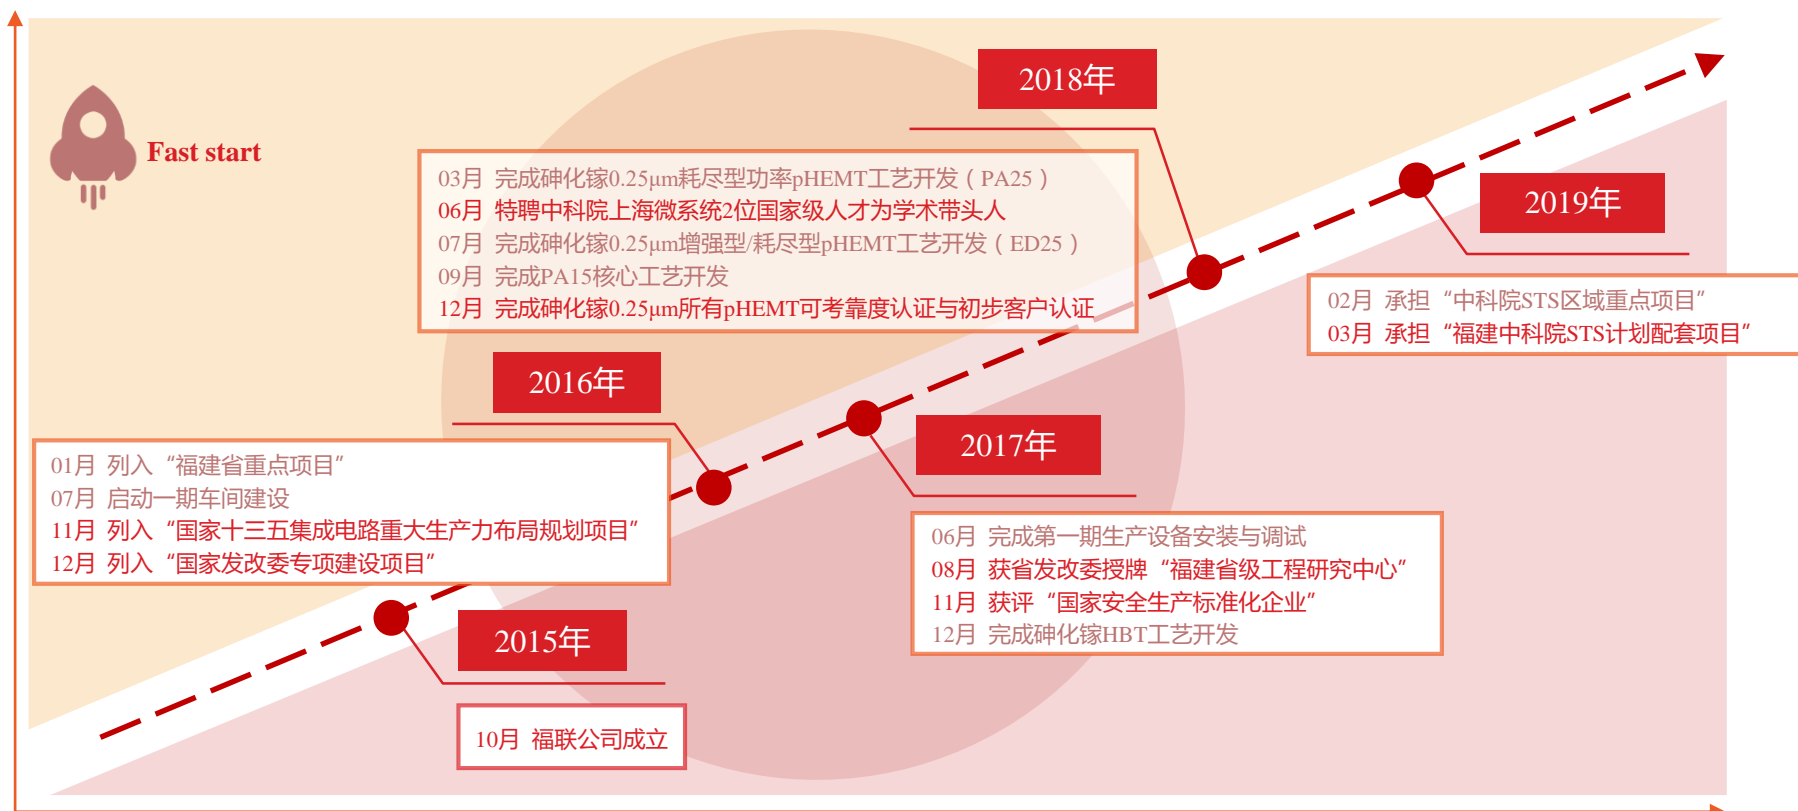 Fast start
2018年
03月 完成砷化镓0.25μm耗尽型功率pHEMT工艺开发（PA25）
06月 特聘中科院上海微系统2位国家级人才为学术带头人
07月 完成砷化镓0.25μm增强型/耗尽型pHEMT工艺开发（ED25）
09月 完成PA15核心工艺开发
12月 完成砷化镓0.25μm所有pHEMT可考靠度认证与初步客户认证
2019年
02月 承担“中科院STS区域重点项目”
03月 承担“福建中科院STS计划配套项目”
2016年
01月 列入“福建省重点项目”
07月 启动一期车间建设
11月 列入“国家十三五集成电路重大生产力布局规划项目”
12月 列入“国家发改委专项建设项目”
2017年
06月 完成第一期生产设备安装与调试
08月 获省发改委授牌“福建省级工程研究中心”
11月 获评“国家安全生产标准化企业”
12月 完成砷化镓HBT工艺开发
2015年
10月 福联公司成立